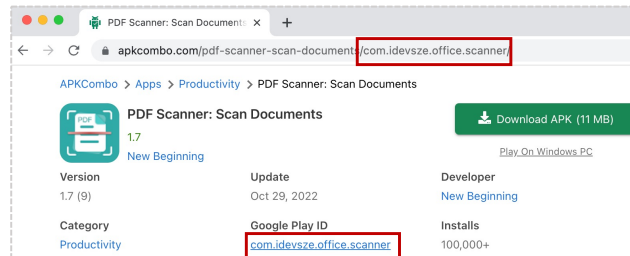 PDF Scanner: Scan Documents
apkcombo.com/pdf-scanner-scan-documents/com.idevsze.office.scanner/
APKCombo > Apps > Productivity > PDF Scanner: Scan Documents
PDF
PDF Scanner: Scan Documents
1.7
New Beginning
Download APK (11 MB)
Play On Windows PC
Version Update Developer
1.7 (9) Oct 29, 2022 New Beginning
Category Google Play ID Installs
Productivity com.idevsze.office.scanner 100,000+